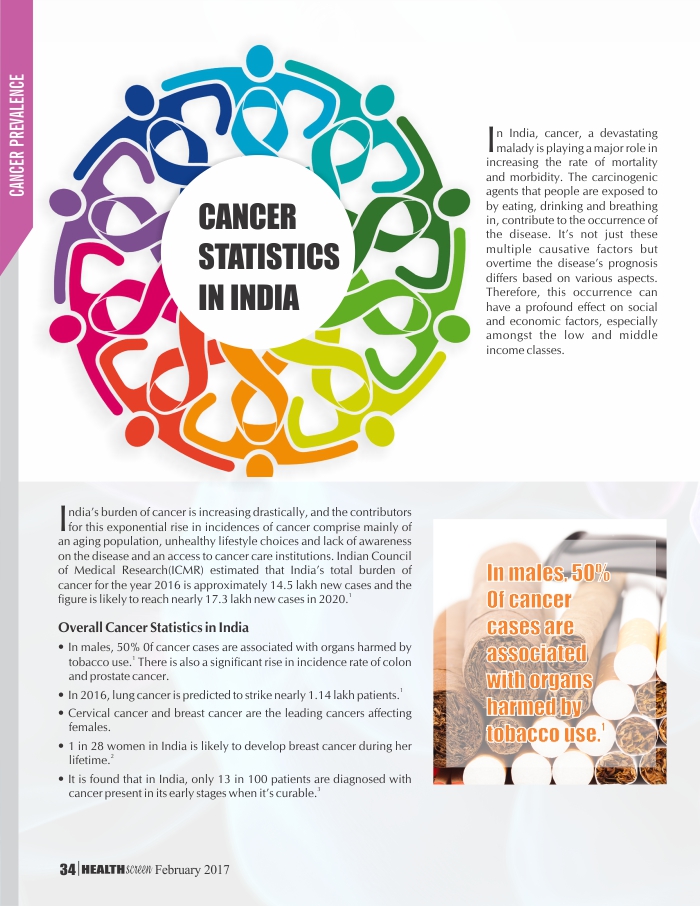 CANCER PREVALENCE
CANCER
STATISTICS
IN INDIA
In India, cancer, a devastating
malady is playing a major role in
increasing the rate of mortality
and morbidity. The carcinogenic
agents that people are exposed to
by eating, drinking and breathing
in, contribute to the occurrence of
the disease. It's not just these
multiple causative factors but
overtime the disease's prognosis
differs based on various aspects.
Therefore, this occurrence can
have a profound effect on social
and economic factors, especially
amongst the low and middle
income classes.
India's burden of cancer is increasing drastically, and the contributors
for this exponential rise in incidences of cancer comprise mainly of
an aging population, unhealthy lifestyle choices and lack of awareness
on the disease and an access to cancer care institutions. Indian Council
of Medical Research(ICMR) estimated that India's total burden of
cancer for the year 2016 is approximately 14.5 lakh new cases and the
figure is likely to reach nearly 17.3 lakh new cases in 2020.¹
Overall Cancer Statistics in India
• In males, 50% 0f cancer cases are associated with organs harmed by
tobacco use.¹ There is also a significant rise in incidence rate of colon
and prostate cancer.
• In 2016, lung cancer is predicted to strike nearly 1.14 lakh patients.¹
• Cervical cancer and breast cancer are the leading cancers affecting
females.
• 1 in 28 women in India is likely to develop breast cancer during her
lifetime.²
• It is found that in India, only 13 in 100 patients are diagnosed with
cancer present in its early stages when it's curable.³
In males, 50%
0f cancer
cases are
associated
with organs
harmed by
tobacco use.¹
34 | HEALTHscreen February 2017